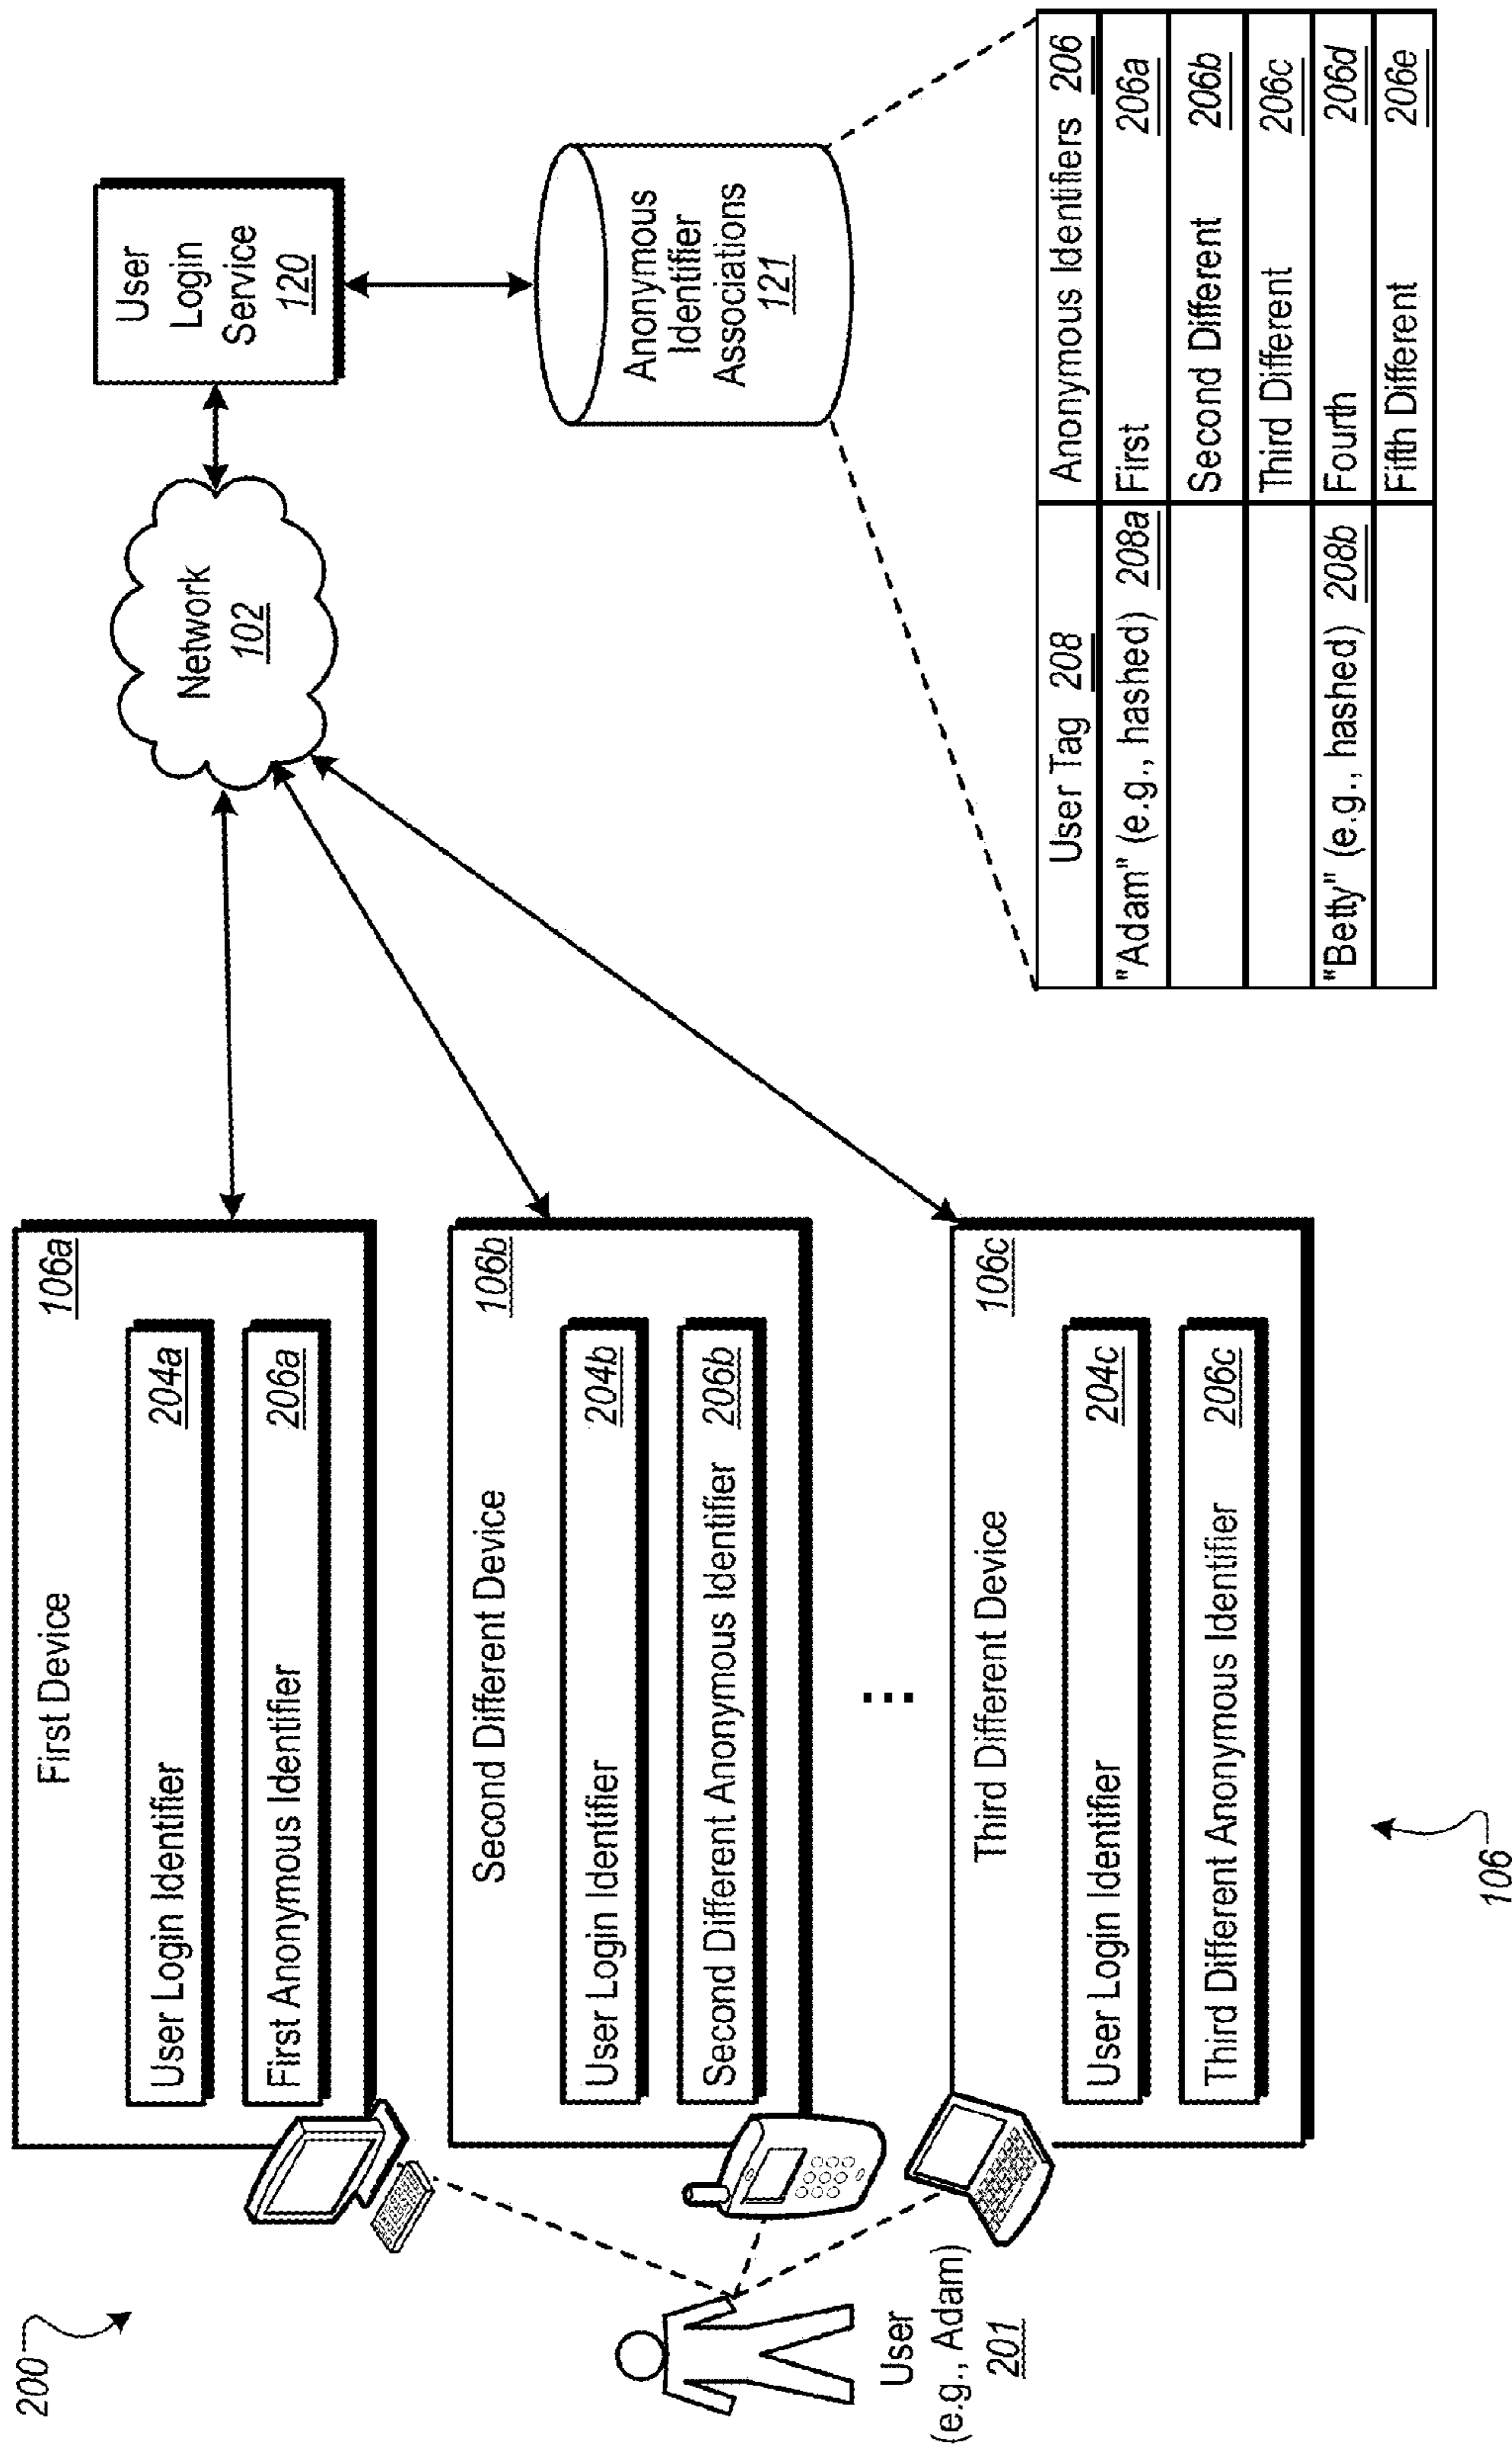 200
User
(e.g., Adam)
201
First Device
106a
User Login Identifier 204a
First Anonymous Identifier 206a
Second Different Device
106b
User Login Identifier 204b
Second Different Anonymous Identifier 206b
...
Third Different Device
106c
User Login Identifier 204c
Third Different Anonymous Identifier 206c
106
Network
102
User
Login
Service
120
Anonymous
Identifier
Associations
121
User Tag 208 Anonymous Identifiers 206
"Adam" (e.g., hashed) 208a First 206a
Second Different 206b
Third Different 206c
"Betty" (e.g., hashed) 208b Fourth 206d
Fifth Different 206e